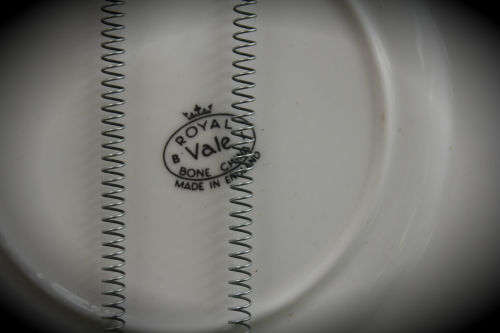 ROYAL
Vale
B
BONE CHINA
MADE IN ENGLAND